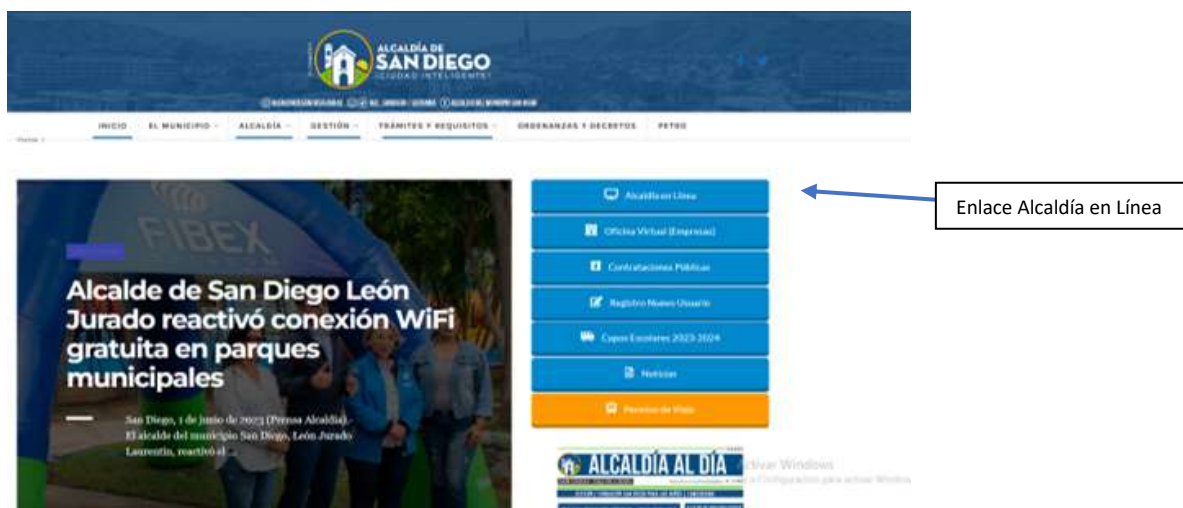 ALCALDÍA DE
SAN DIEGO
¡CIUDAD INTELIGENTE!
INICIO EL MUNICIPIO ALCALDÍA GESTIÓN TRÁMITES Y REQUISITOS ORDENANZAS Y DECRETOS PETRO
Home
FIBEX
Alcalde de San Diego León
Jurado reactivó conexión WiFi
gratuita en parques
municipales
San Diego, 1 de junio de 2023 (Prensa Alcaldía).-
El alcalde del municipio San Diego, León Jurado
Laurentín, reactivó el ...
Alcaldía en Línea
Oficina Virtual (Empresas)
Contrataciones Públicas
Registro Nuevo Usuario
Cupos Escolares 2023-2024
Noticias
Permiso de Viaje
ALCALDÍA AL DÍA
Activar Windows
a Configuración para activar Windows
Enlace Alcaldía en Línea